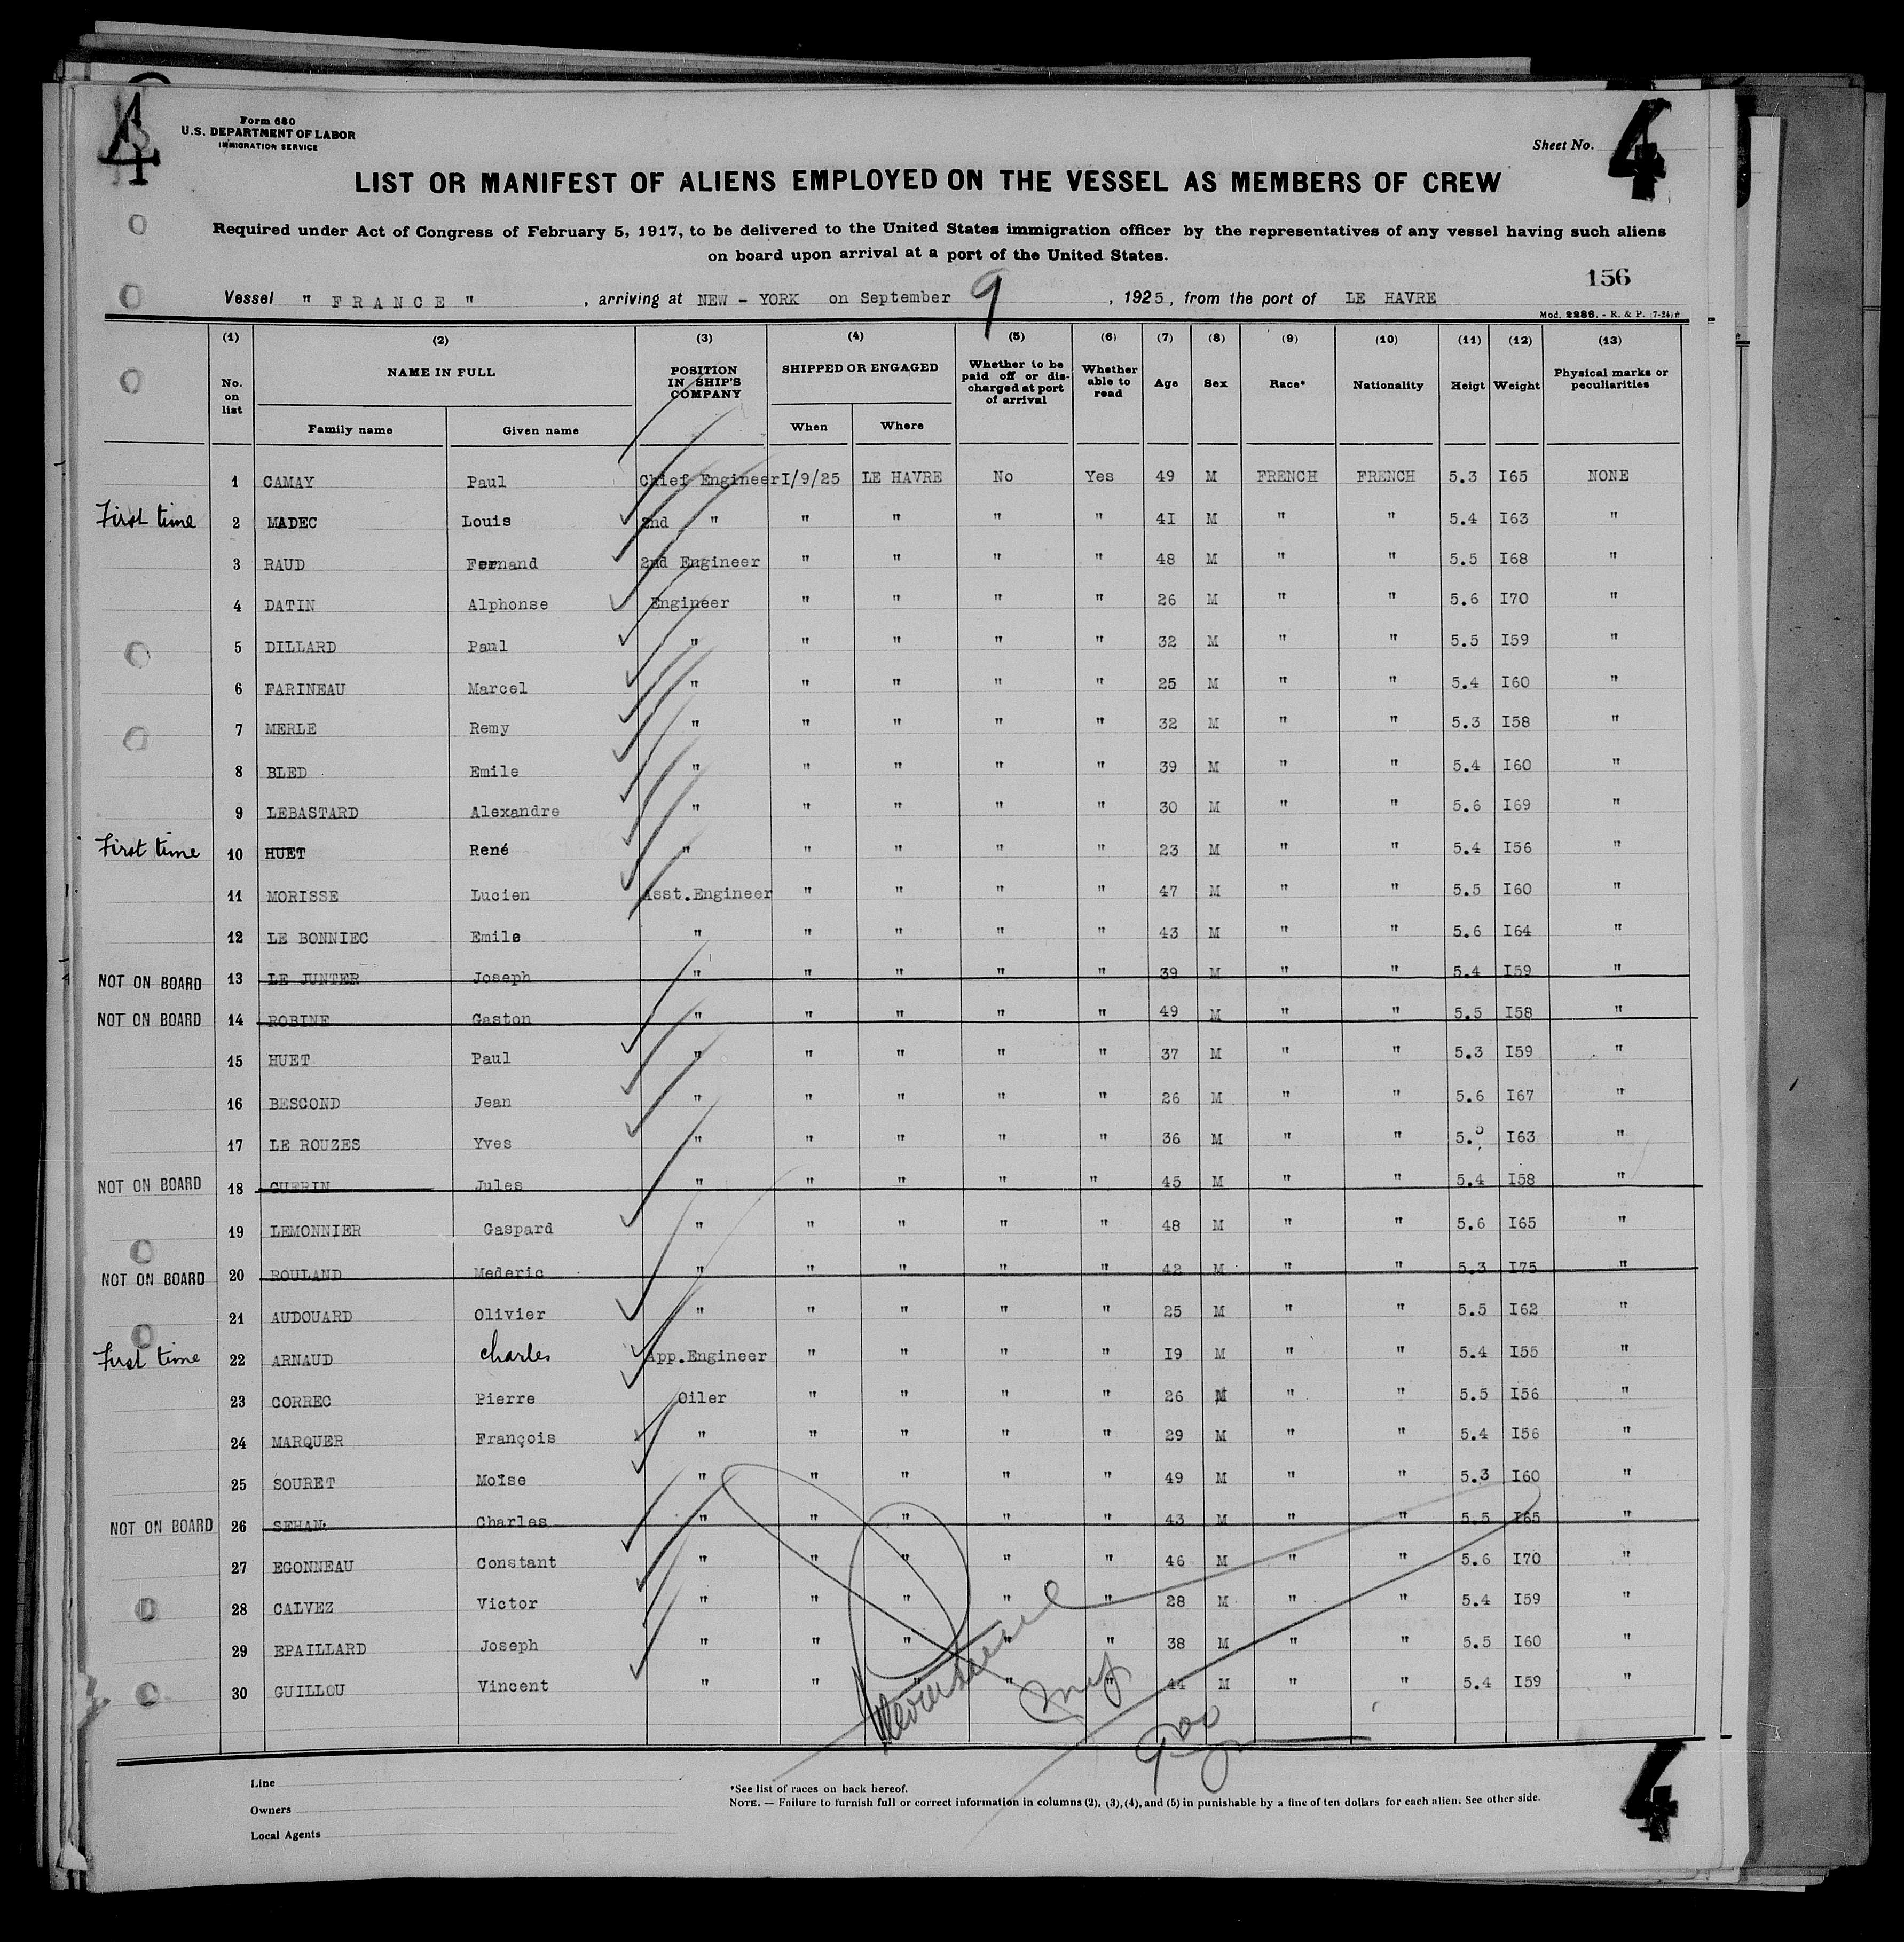 4
Form 680
U.S. DEPARTMENT OF LABOR
IMMIGRATION SERVICE
Sheet No. 4
LIST OR MANIFEST OF ALIENS EMPLOYED ON THE VESSEL AS MEMBERS OF CREW
Required under Act of Congress of February 5, 1917, to be delivered to the United States immigration officer by the representatives of any vessel having such aliens
on board upon arrival at a port of the United States.
156
Vessel " FRANCE " , arriving at NEW - YORK on September 9 , 1925, from the port of LE HAVRE
Mod. 2286. - R. & P. (7-24)
(1) (2) (3) (4) (5) (6) (7) (8) (9) (10) (11) (12) (13)
No. on list NAME IN FULL POSITION IN SHIP'S COMPANY SHIPPED OR ENGAGED Whether to be paid off or discharged at port of arrival Whether able to read Age Sex Race* Nationality Heigt Weight Physical marks or peculiarities
Family name Given name When Where
1 CAMAY Paul Chief Engineer I/9/25 LE HAVRE No Yes 49 M FRENCH FRENCH 5.3 I65 NONE
First time 2 MADEC Louis 2nd " " " " " 4I M " " 5.4 I63 "
3 RAUD Fernand 2nd Engineer " " " " 48 M " " 5.5 I68 "
4 DATIN Alphonse Engineer " " " " 26 M " " 5.6 I70 "
5 DILLARD Paul " " " " " 32 M " " 5.5 I59 "
6 FARINEAU Marcel " " " " " 25 M " " 5.4 I60 "
7 MERLE Remy " " " " " 32 M " " 5.3 I58 "
8 BLED Emile " " " " " 39 M " " 5.4 I60 "
9 LEBASTARD Alexandre " " " " " 30 M " " 5.6 I69 "
First time 10 HUET René " " " " " 23 M " " 5.4 I56 "
11 MORISSE Lucien Asst.Engineer " " " " 47 M " " 5.5 I60 "
12 LE BONNIEC Emile " " " " " 43 M " " 5.6 I64 "
NOT ON BOARD 13 LE JUNTER Joseph " " " " " 39 M " " 5.4 I59 "
NOT ON BOARD 14 ROBINE Gaston " " " " " 49 M " " 5.5 I58 "
15 HUET Paul " " " " " 37 M " " 5.3 I59 "
16 BESCOND Jean " " " " " 26 M " " 5.6 I67 "
17 LE ROUZES Yves " " " " " 36 M " " 5. I63 "
NOT ON BOARD 18 GUERIN Jules " " " " " 45 M " " 5.4 I58 "
19 LEMONNIER Gaspard " " " " " 48 M " " 5.6 I65 "
NOT ON BOARD 20 ROULAND Mederic " " " " " 42 M " " 5.3 I75 "
21 AUDOUARD Olivier " " " " " 25 M " " 5.5 I62 "
First time 22 ARNAUD Charles App.Engineer " " " " I9 M " " 5.4 I55 "
23 CORREC Pierre Oiler " " " " 26 M " " 5.5 I56 "
24 MARQUER François " " " " " 29 M " " 5.4 I56 "
25 SOURET Moïse " " " " " 49 M " " 5.3 I60 "
NOT ON BOARD 26 SEHAN Charles " " " " " 43 M " " 5.5 I65 "
27 EGONNEAU Constant " " " " " 46 M " " 5.6 I70 "
28 CALVEZ Victor " " " " " 28 M " " 5.4 I59 "
29 EPAILLARD Joseph " " " " " 38 M " " 5.5 I60 "
30 GUILLOU Vincent " " " " " 44 M " " 5.4 I59 "
Line
Owners
Local Agents
*See list of races on back hereof.
NOTE. — Failure to furnish full or correct information in columns (2), (3), (4), and (5) in punishable by a fine of ten dollars for each alien. See other side.
4